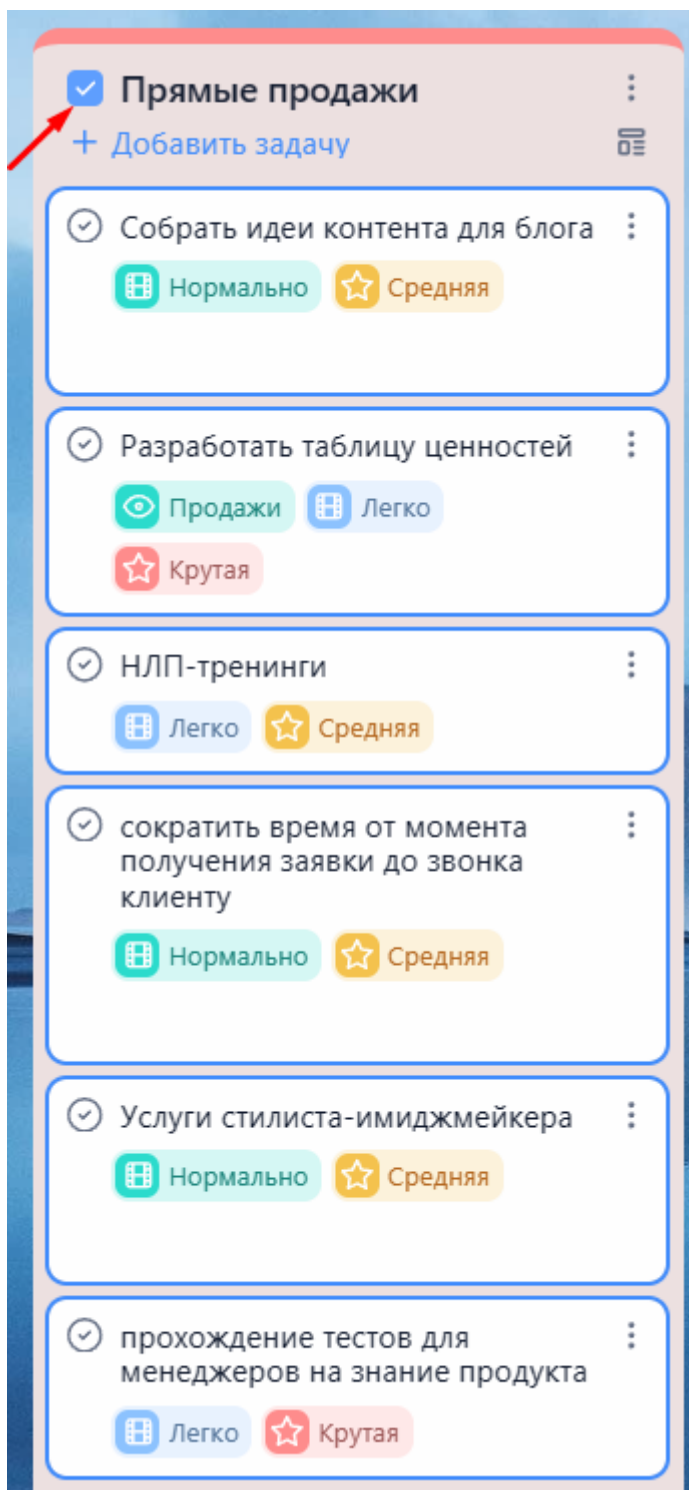 Прямые продажи
+ Добавить задачу
Собрать идеи контента для блога
Нормально Средняя
Разработать таблицу ценностей
Продажи Легко
Крутая
НЛП-тренинги
Легко Средняя
сократить время от момента
получения заявки до звонка
клиенту
Нормально Средняя
Услуги стилиста-имиджмейкера
Нормально Средняя
прохождение тестов для
менеджеров на знание продукта
Легко Крутая